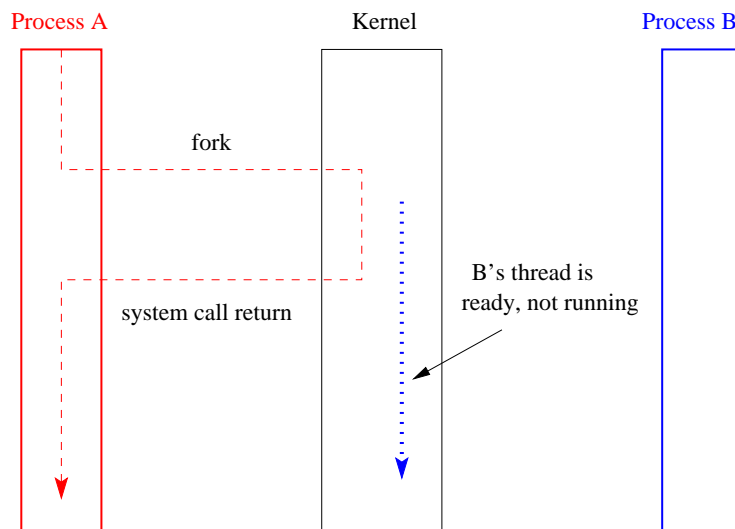 Process A
Kernel
Process B
fork
B's thread is
ready, not running
system call return